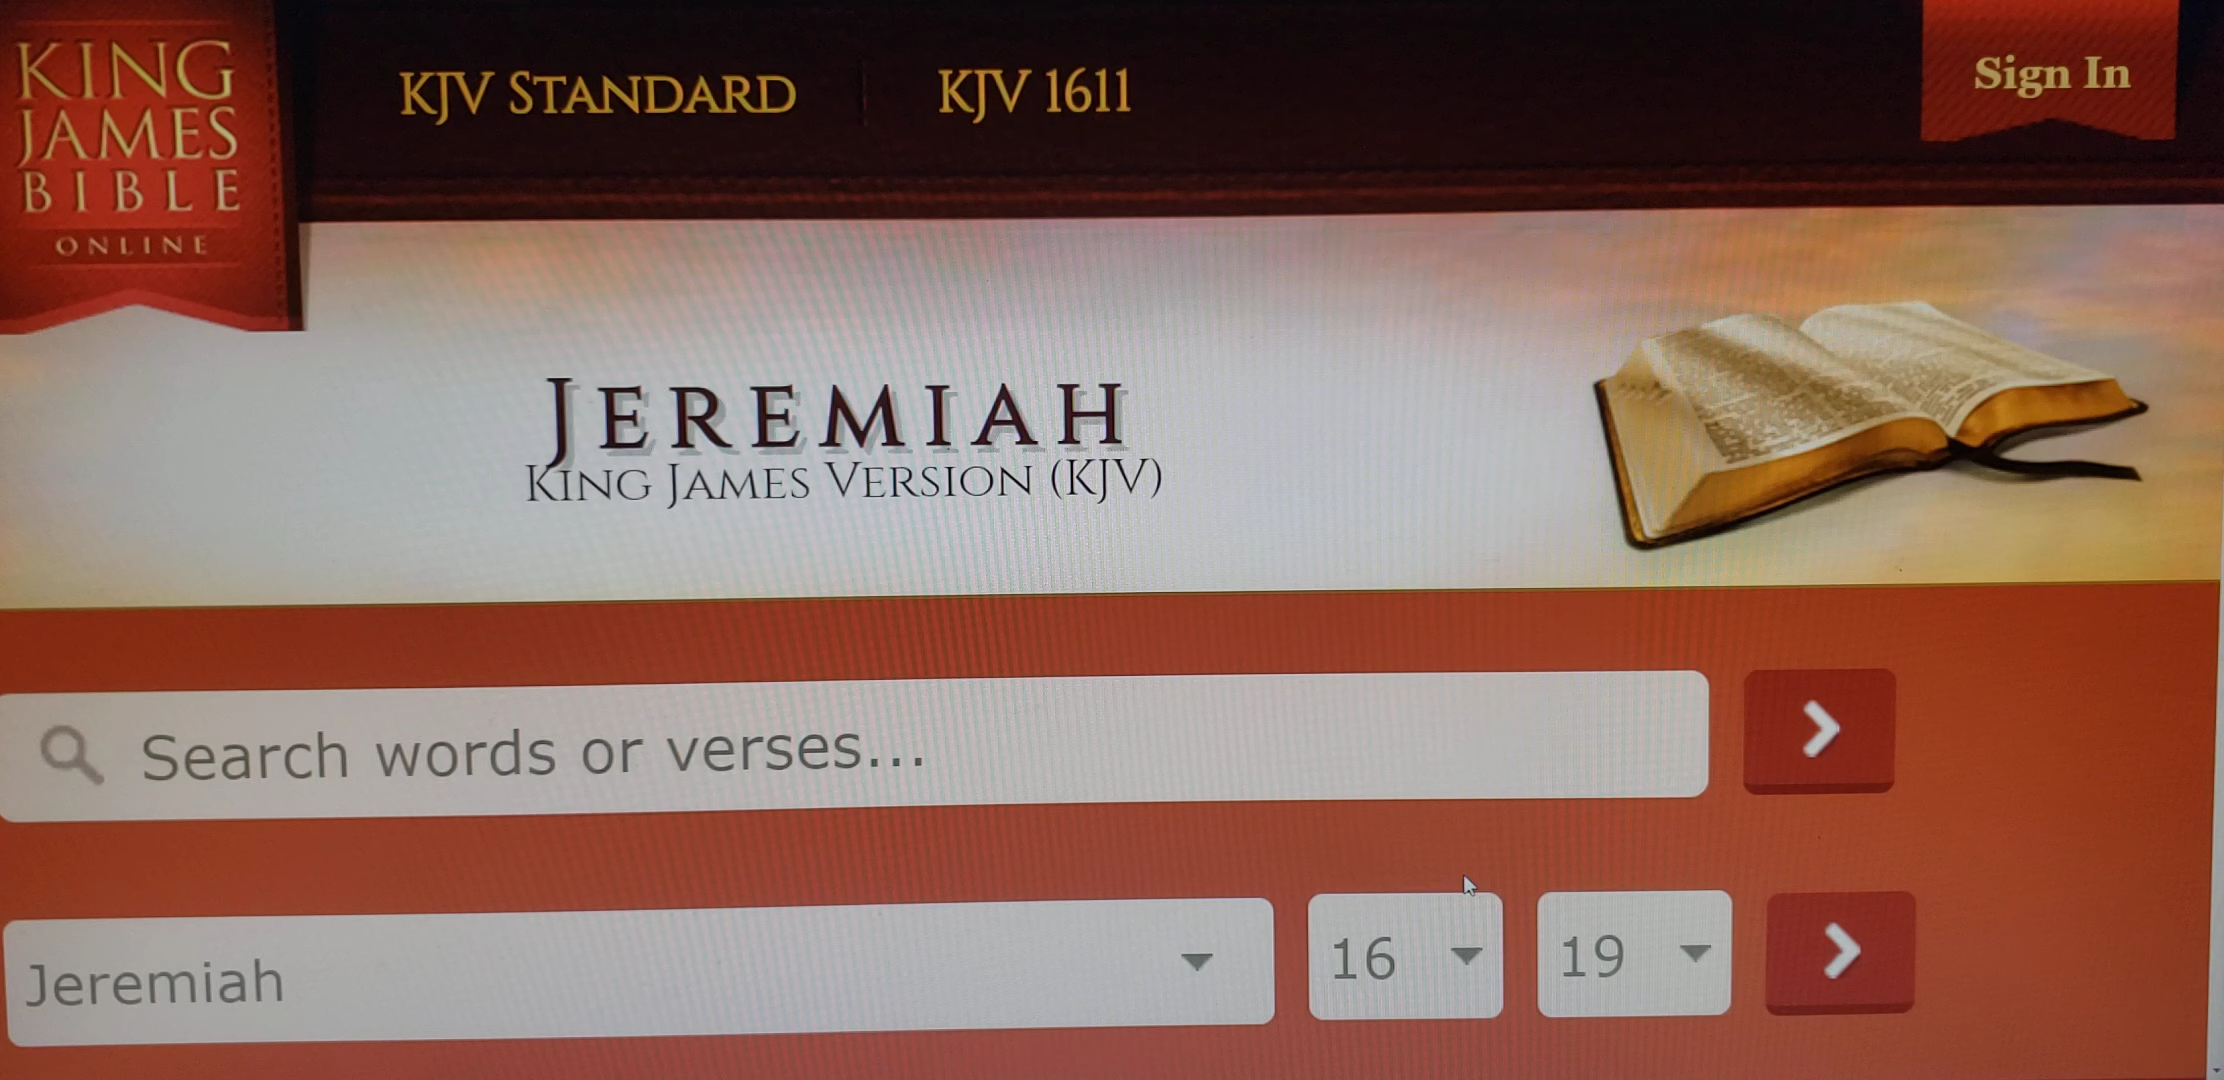 KING
JAMES
BIBLE
ONLINE
KJV STANDARD
KJV 1611
Sign In
JEREMIAH
KING JAMES VERSION (KJV)
Search words or verses...
Jeremiah
16
19